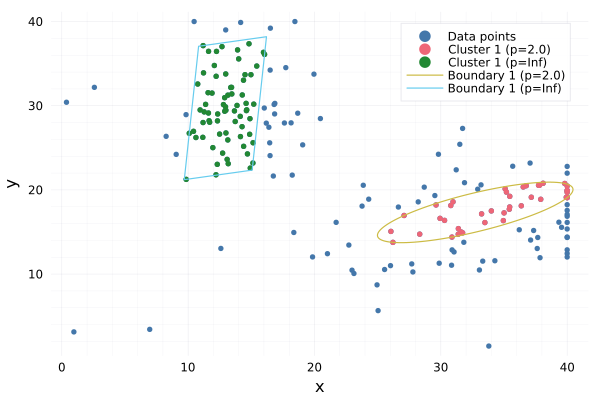 40
30
20
10
y
0
10
20
30
40
x
Data points
Cluster 1 (p=2.0)
Cluster 1 (p=Inf)
Boundary 1 (p=2.0)
Boundary 1 (p=Inf)